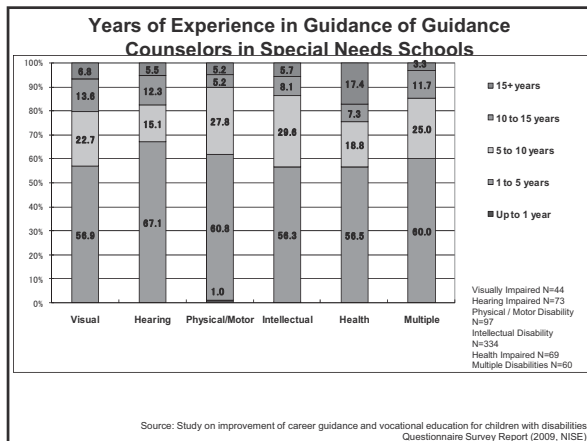 Years of Experience in Guidance of Guidance
Counselors in Special Needs Schools
100%
90%
80%
70%
60%
50%
40%
30%
20%
10%
0%
6.8
13.6
22.7
56.9
5.5
12.3
15.1
67.1
5.2
5.2
27.8
60.8
1.0
5.7
8.1
29.6
56.3
17.4
7.3
18.8
56.5
3.3
11.7
25.0
60.0
Visual Hearing Physical/Motor Intellectual Health Multiple
15+ years
10 to 15 years
5 to 10 years
1 to 5 years
Up to 1 year
Visually Impaired N=44
Hearing Impaired N=73
Physical / Motor Disability
N=97
Intellectual Disability
N=334
Health Impaired N=69
Multiple Disabilities N=60
Source: Study on improvement of career guidance and vocational education for children with disabilities
Questionnaire Survey Report (2009, NISE)